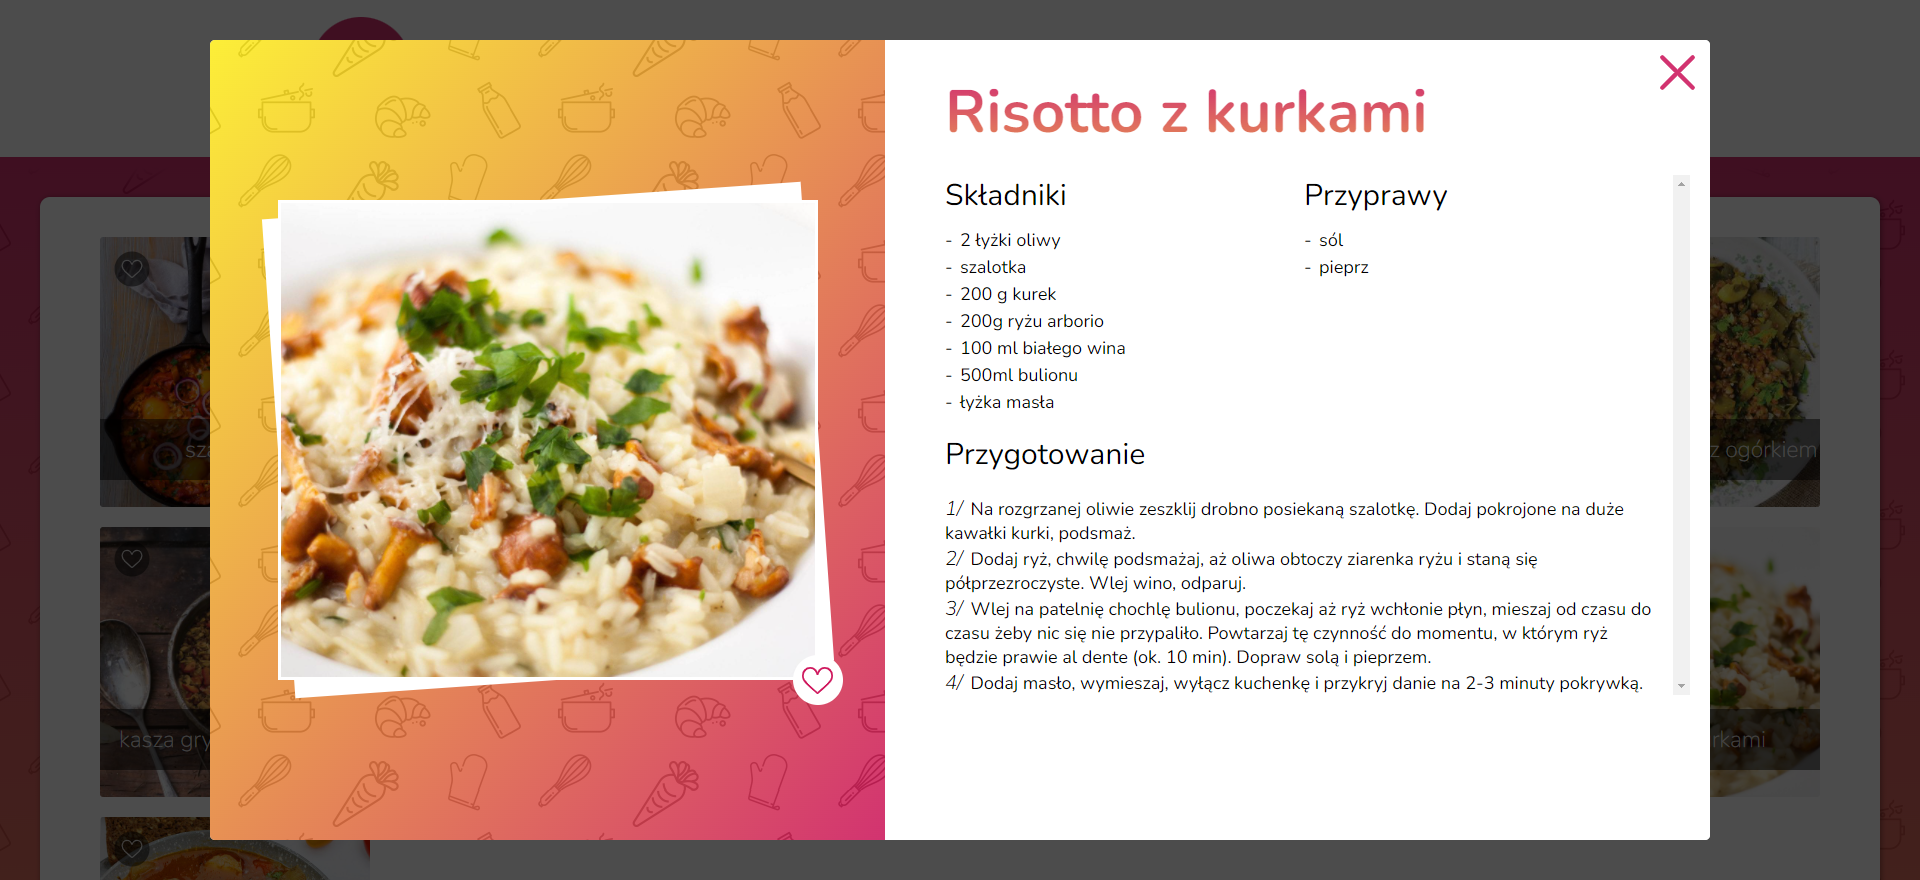 Risotto z kurkami
Składniki
- 2 łyżki oliwy
- szalotka
- 200 g kurek
- 200g ryżu arborio
- 100 ml białego wina
- 500ml bulionu
- łyżka masła
Przyprawy
- sól
- pieprz
Przygotowanie
1/ Na rozgrzanej oliwie zeszklij drobno posiekaną szalotkę. Dodaj pokrojone na duże
kawałki kurki, podsmaż.
2/ Dodaj ryż, chwilę podsmażaj, aż oliwa obtoczy ziarenka ryżu i staną się
półprzezroczyste. Wlej wino, odparuj.
3/ Wlej na patelnię chochlę bulionu, poczekaj aż ryż wchłonie płyn, mieszaj od czasu do
czasu żeby nic się nie przypaliło. Powtarzaj tę czynność do momentu, w którym ryż
będzie prawie al dente (ok. 10 min). Dopraw solą i pieprzem.
4/ Dodaj masło, wymieszaj, wyłącz kuchenkę i przykryj danie na 2-3 minuty pokrywką.
z ogórkiem
kasza gry
rkami